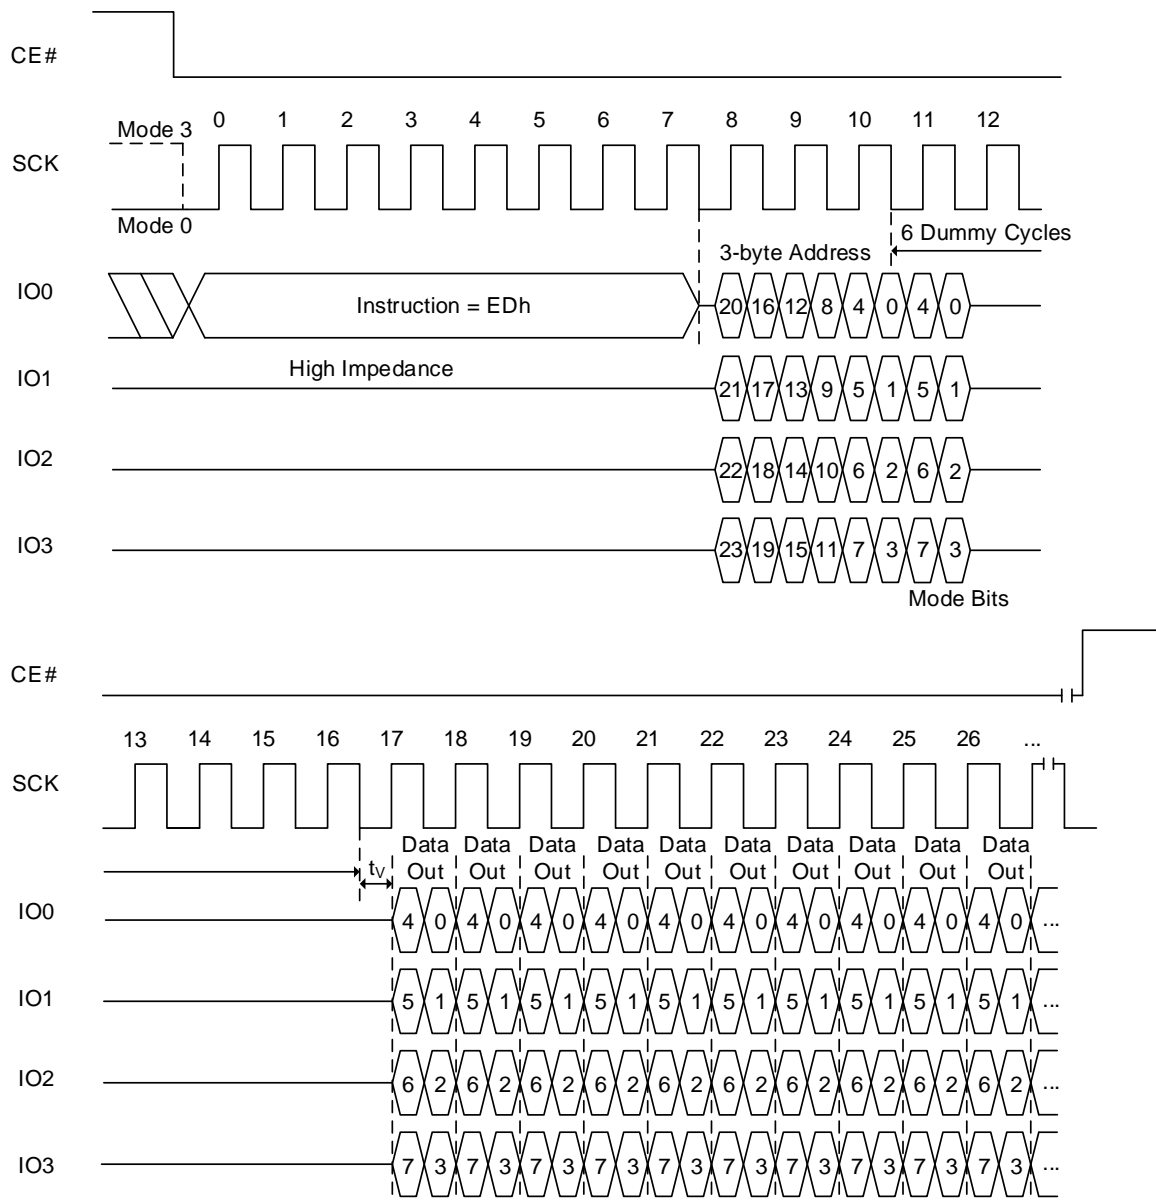 CE#
0 1 2 3 4 5 6 7 8 9 10 11 12
Mode 3
SCK
Mode 0
6 Dummy Cycles
3-byte Address
IO0 Instruction = EDh 20 16 12 8 4 0 4 0
High Impedance
IO1 21 17 13 9 5 1 5 1
IO2 22 18 14 10 6 2 6 2
IO3 23 19 15 11 7 3 7 3
Mode Bits
CE#
13 14 15 16 17 18 19 20 21 22 23 24 25 26 ...
SCK
Data Data Data Data Data Data Data Data Data Data
tV Out Out Out Out Out Out Out Out Out Out
IO0 4 0 4 0 4 0 4 0 4 0 4 0 4 0 4 0 4 0 4 0 ...
IO1 5 1 5 1 5 1 5 1 5 1 5 1 5 1 5 1 5 1 5 1 ...
IO2 6 2 6 2 6 2 6 2 6 2 6 2 6 2 6 2 6 2 6 2 ...
IO3 7 3 7 3 7 3 7 3 7 3 7 3 7 3 7 3 7 3 7 3 ...